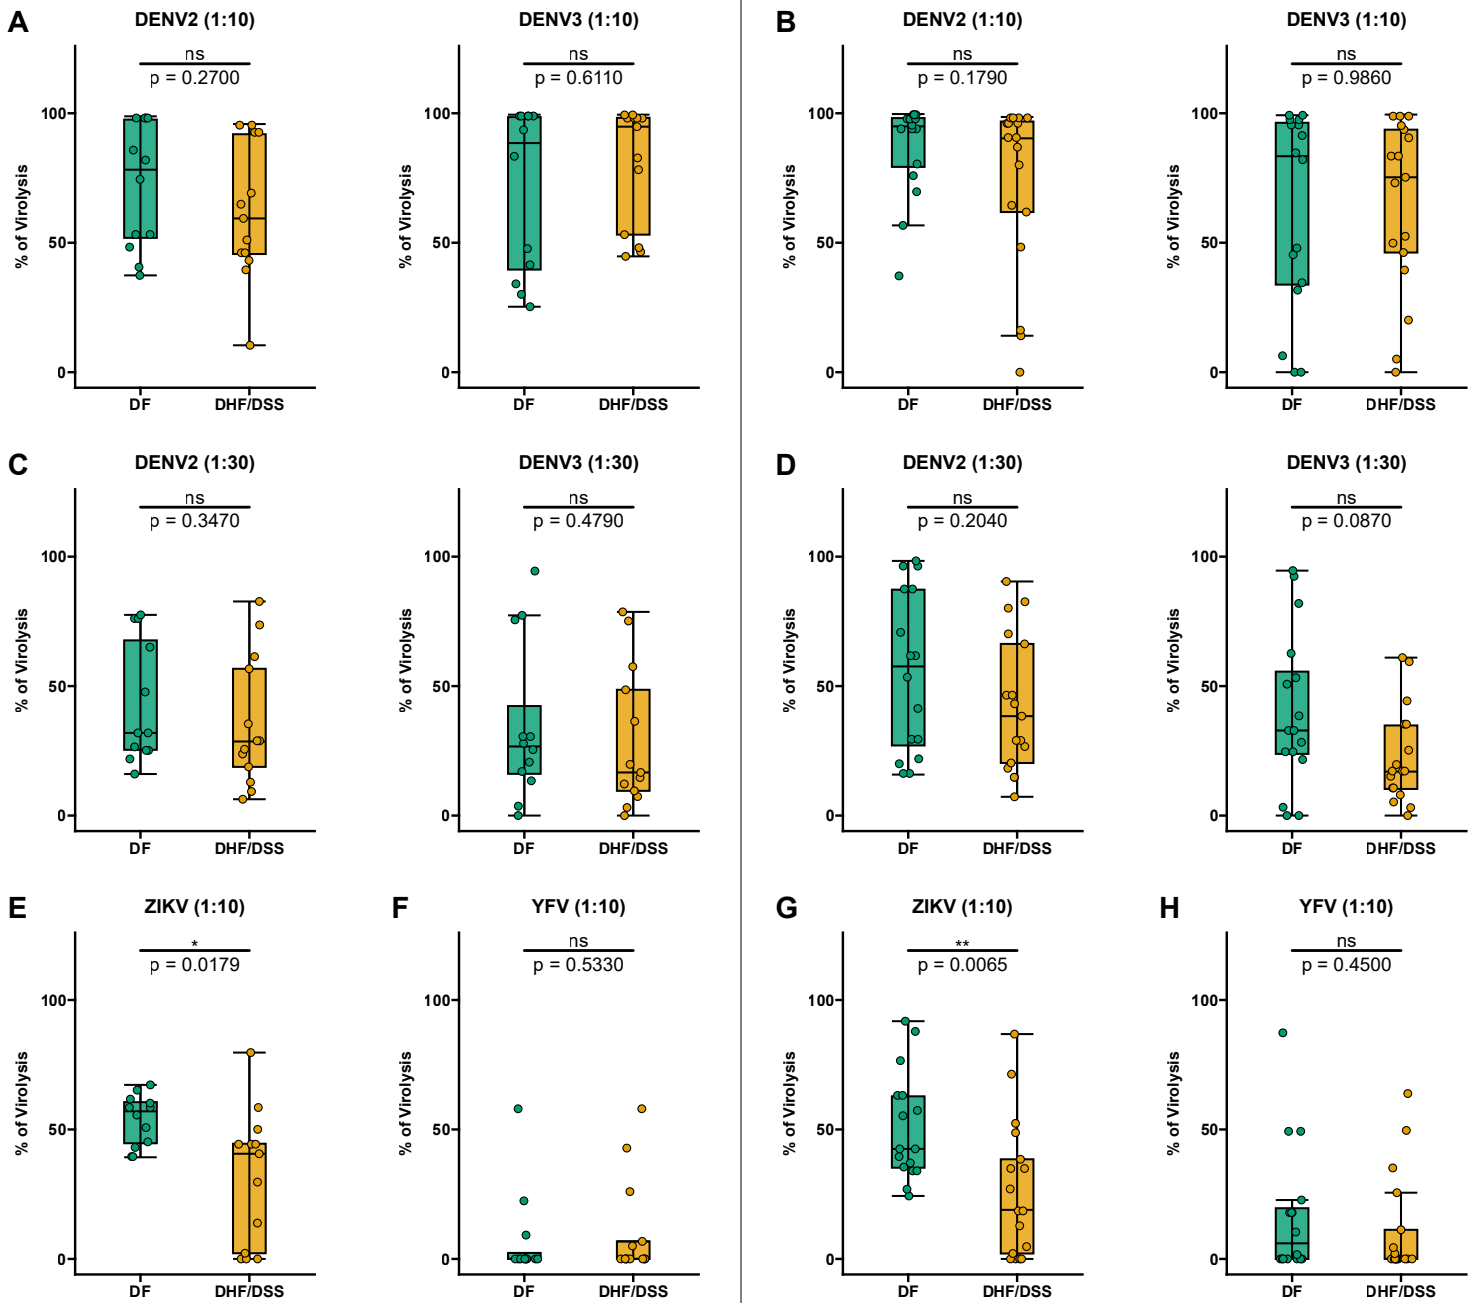 A
DENV2 (1:10)
ns
p = 0.2700
% of Virolysis
100
50
0
DF
DHF/DSS
DENV3 (1:10)
ns
p = 0.6110
% of Virolysis
100
50
0
DF
DHF/DSS
B
DENV2 (1:10)
ns
p = 0.1790
% of Virolysis
100
50
0
DF
DHF/DSS
DENV3 (1:10)
ns
p = 0.9860
% of Virolysis
100
50
0
DF
DHF/DSS
C
DENV2 (1:30)
ns
p = 0.3470
% of Virolysis
100
50
0
DF
DHF/DSS
DENV3 (1:30)
ns
p = 0.4790
% of Virolysis
100
50
0
DF
DHF/DSS
D
DENV2 (1:30)
ns
p = 0.2040
% of Virolysis
100
50
0
DF
DHF/DSS
DENV3 (1:30)
ns
p = 0.0870
% of Virolysis
100
50
0
DF
DHF/DSS
E
ZIKV (1:10)
*
p = 0.0179
% of Virolysis
100
50
0
DF
DHF/DSS
F
YFV (1:10)
ns
p = 0.5330
% of Virolysis
100
50
0
DF
DHF/DSS
G
ZIKV (1:10)
**
p = 0.0065
% of Virolysis
100
50
0
DF
DHF/DSS
H
YFV (1:10)
ns
p = 0.4500
% of Virolysis
100
50
0
DF
DHF/DSS